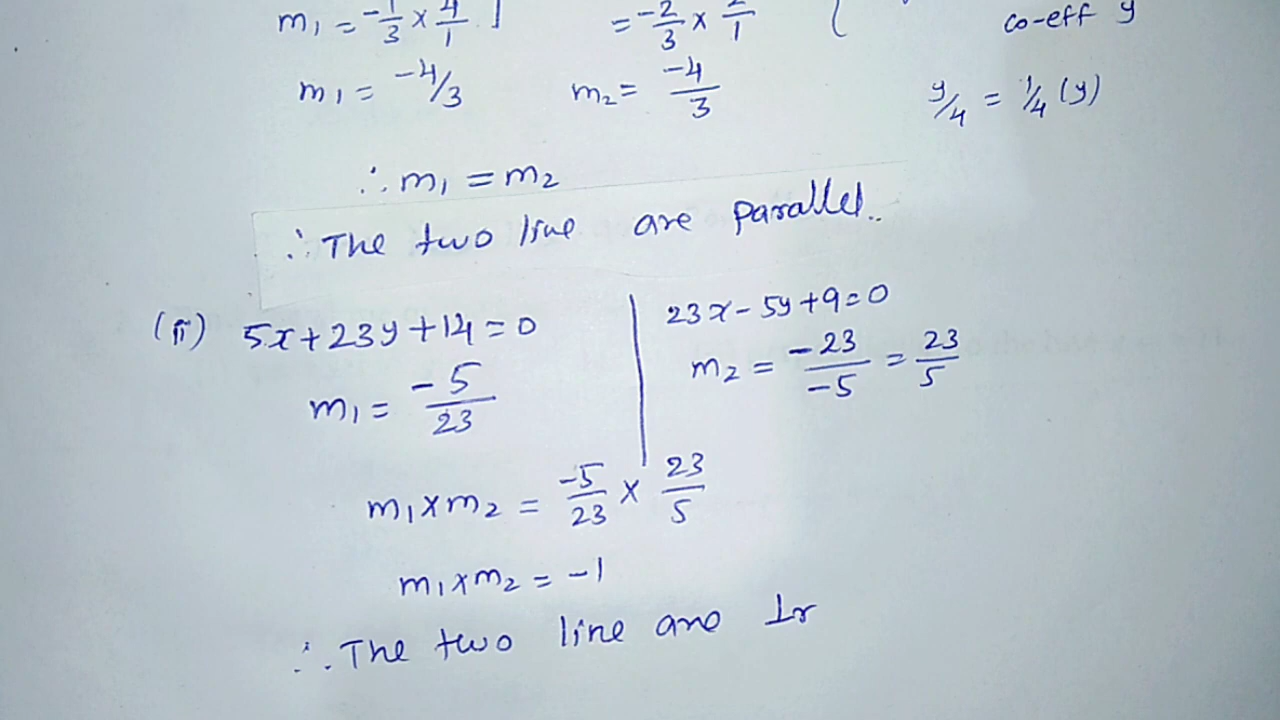 m₁ = -1/3 × 4/1 ]
= -2/3 × 2/1
co-eff y
m₁ = -4/3
m₂ = -4/3
y/4 = 1/4 (y)
∴ m₁ = m₂
∴ The two line are parallel..
(ii) 5x + 23y + 14 = 0
23x - 5y + 9 = 0
m₁ = -5/23
m₂ = -23/-5 = 23/5
m₁ × m₂ = -5/23 × 23/5
m₁ × m₂ = -1
∴ The two line are ⊥r